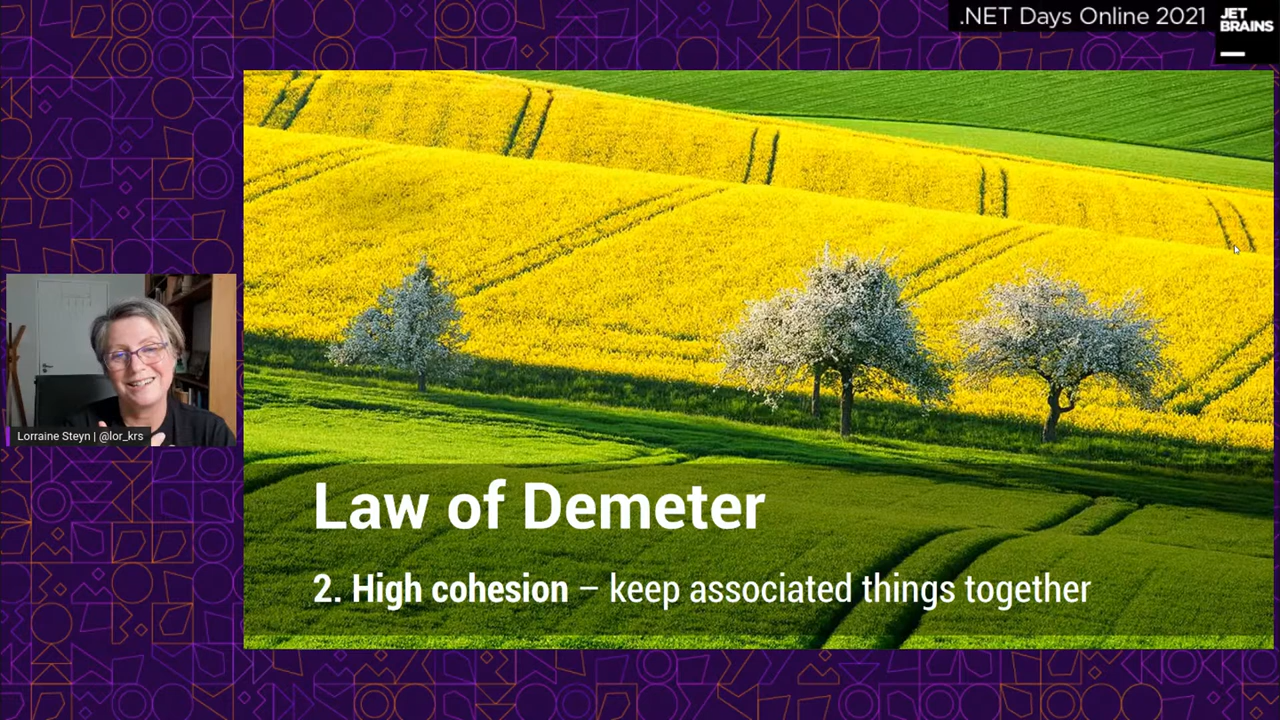 .NET Days Online 2021
JET
BRAINS
Lorraine Steyn | @lor_krs
Law of Demeter
2. High cohesion – keep associated things together